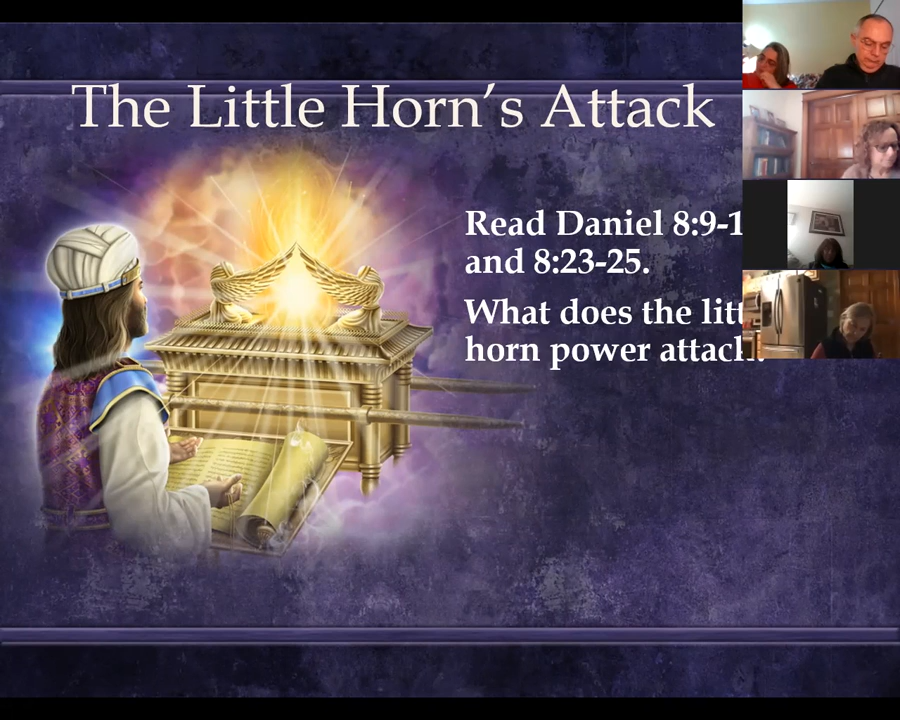 The Little Horn's Attack
Read Daniel 8:9-1
and 8:23-25.
What does the litt
horn power attack